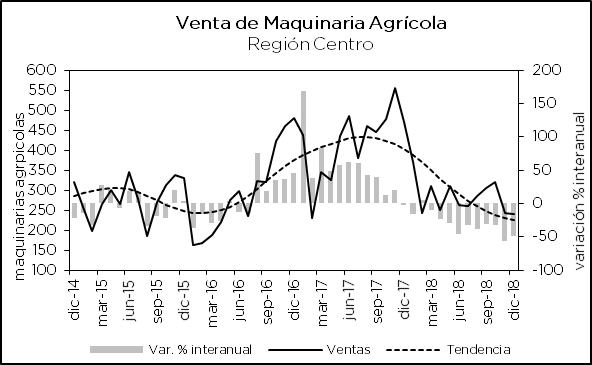 Venta de Maquinaria Agrícola
Región Centro
600
550
500
450
400
350
300
250
200
150
100
maquinarias agrpicolas
200
150
100
50
0
-50
-100
variación % interanual
dic-14
mar-15
jun-15
sep-15
dic-15
mar-16
jun-16
sep-16
dic-16
mar-17
jun-17
sep-17
dic-17
mar-18
jun-18
sep-18
dic-18
Var. % interanual
Ventas
Tendencia